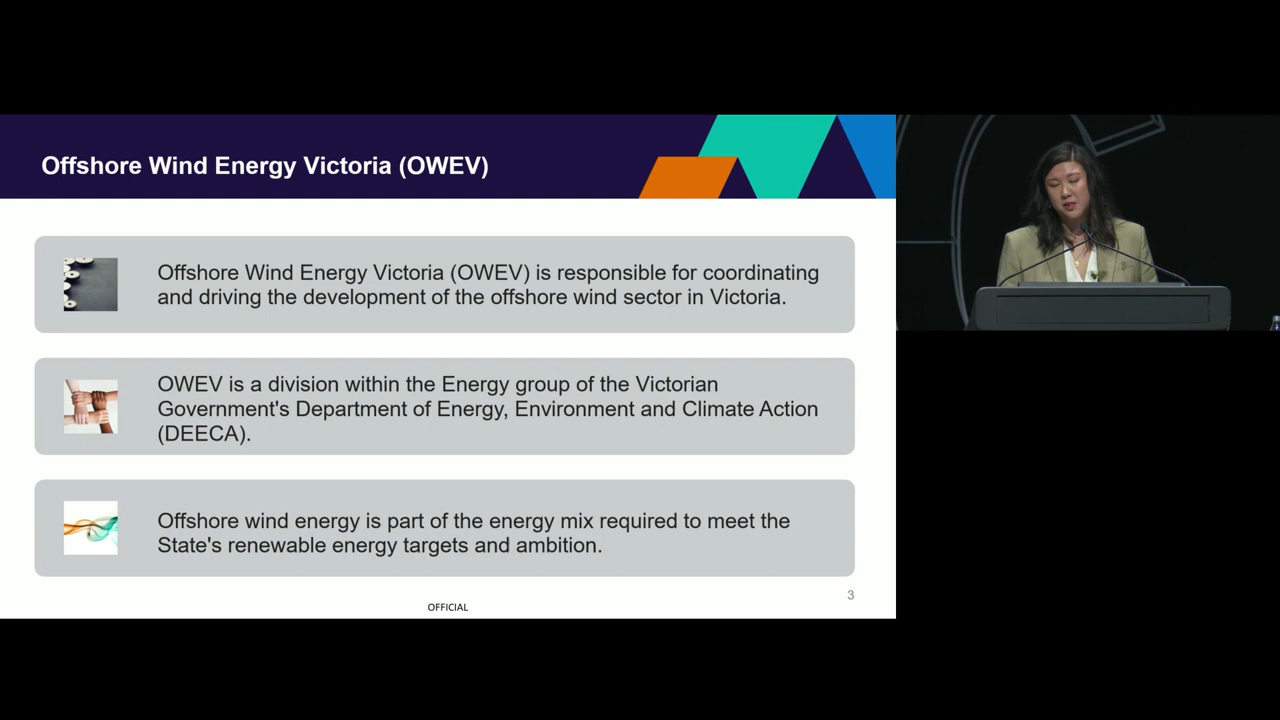 Offshore Wind Energy Victoria (OWEV)
Offshore Wind Energy Victoria (OWEV) is responsible for coordinating
and driving the development of the offshore wind sector in Victoria.
OWEV is a division within the Energy group of the Victorian
Government's Department of Energy, Environment and Climate Action
(DEECA).
Offshore wind energy is part of the energy mix required to meet the
State's renewable energy targets and ambition.
3
OFFICIAL